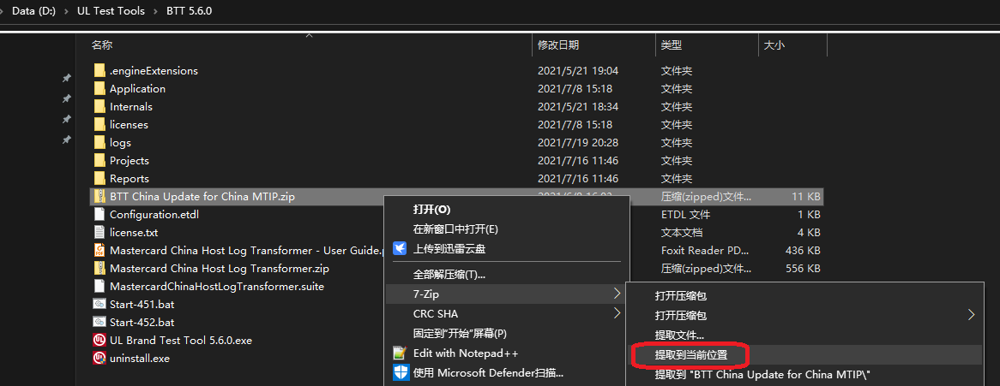 Data (D:) > UL Test Tools > BTT 5.6.0
名称 修改日期 类型 大小
.engineExtensions 2021/5/21 19:04 文件夹
Application 2021/7/8 15:18 文件夹
Internals 2021/5/21 18:34 文件夹
licenses 2021/7/8 15:18 文件夹
logs 2021/7/19 20:28 文件夹
Projects 2021/7/16 11:46 文件夹
Reports 2021/7/16 11:46 文件夹
BTT China Update for China MTIP.zip 压缩(zipped)文件... 11 KB
Configuration.etdl ETDL 文件 1 KB
license.txt 文本文档 4 KB
Mastercard China Host Log Transformer - User Guide. Foxit Reader PD... 436 KB
Mastercard China Host Log Transformer.zip 压缩(zipped)文件... 556 KB
MastercardChinaHostLogTransformer.suite
Start-451.bat
Start-452.bat
UL Brand Test Tool 5.6.0.exe
uninstall.exe
打开(O)
在新窗口中打开(E)
上传到迅雷云盘
全部解压缩(T)...
7-Zip
CRC SHA
固定到"开始"屏幕(P)
Edit with Notepad++
使用 Microsoft Defender扫描...
打开压缩包
打开压缩包
提取文件...
提取到当前位置
提取到 "BTT China Update for China MTIP\"